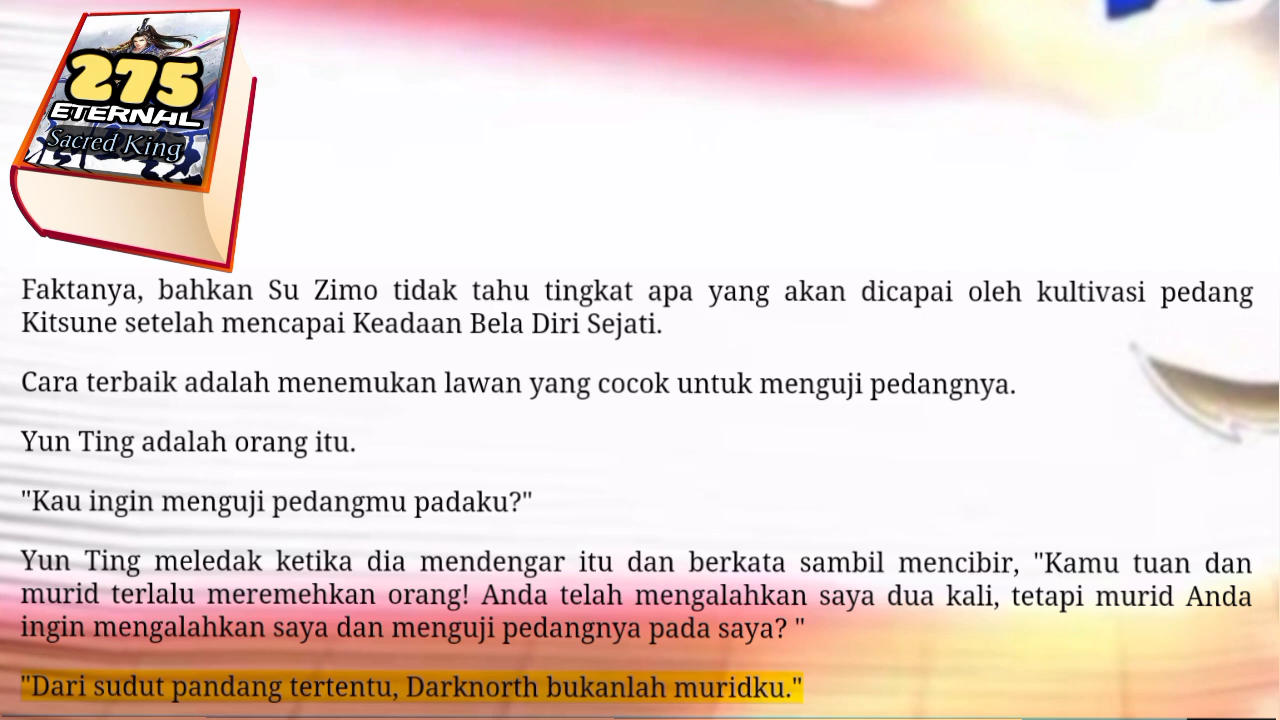 275
ETERNAL
Sacred King
Faktanya, bahkan Su Zimo tidak tahu tingkat apa yang akan dicapai oleh kultivasi pedang
Kitsune setelah mencapai Keadaan Bela Diri Sejati.
Cara terbaik adalah menemukan lawan yang cocok untuk menguji pedangnya.
Yun Ting adalah orang itu.
"Kau ingin menguji pedangmu padaku?"
Yun Ting meledak ketika dia mendengar itu dan berkata sambil mencibir, "Kamu tuan dan
murid terlalu meremehkan orang! Anda telah mengalahkan saya dua kali, tetapi murid Anda
ingin mengalahkan saya dan menguji pedangnya pada saya? "
"Dari sudut pandang tertentu, Darknorth bukanlah muridku."